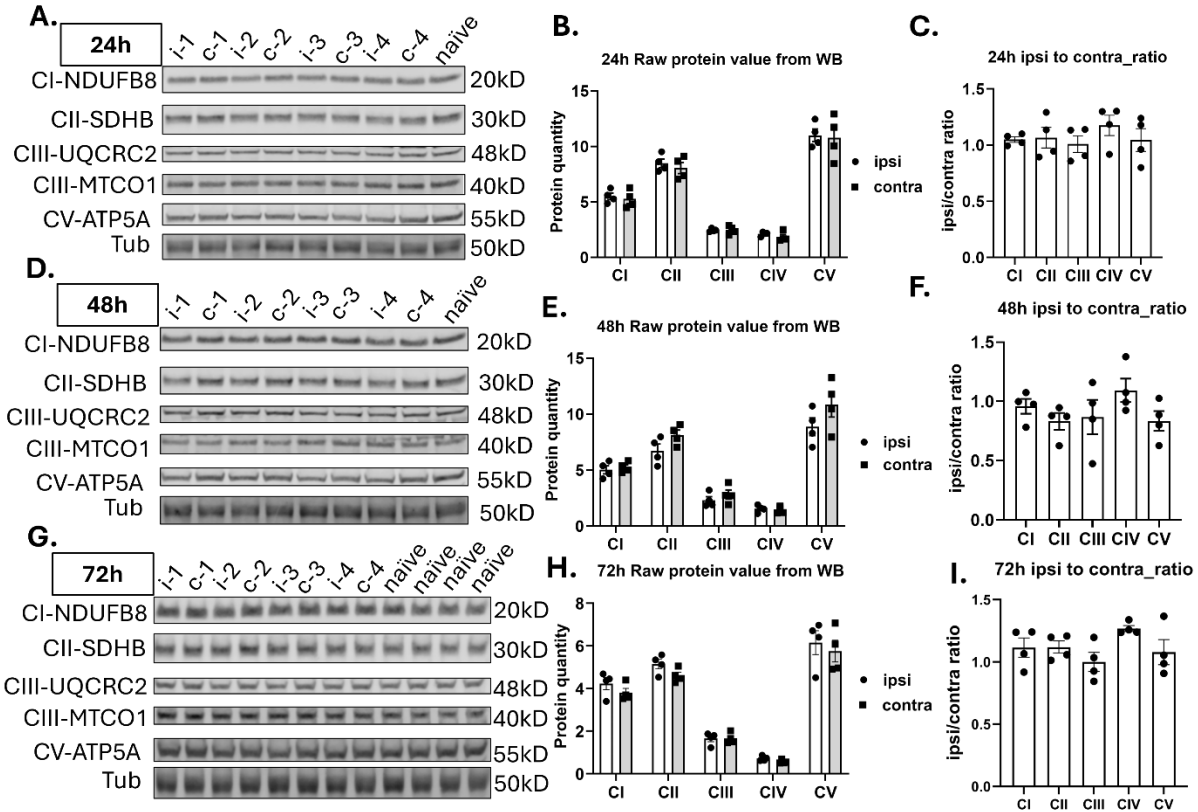 A.
24h
i-1 c-1 i-2 c-2 i-3 c-3 i-4 c-4 naïve
CI-NDUFB8 20kD
CII-SDHB 30kD
CIII-UQCRC2 48kD
CIII-MTCO1 40kD
CV-ATP5A 55kD
Tub 50kD
B.
24h Raw protein value from WB
Protein quantity
15
10
5
0
CI CII CIII CIV CV
ipsi
contra
C.
24h ipsi to contra_ratio
ipsi/contra ratio
1.5
1.0
0.5
0.0
CI CII CIII CIV CV
D.
48h
i-1 c-1 i-2 c-2 i-3 c-3 i-4 c-4 naïve
CI-NDUFB8 20kD
CII-SDHB 30kD
CIII-UQCRC2 48kD
CIII-MTCO1 40kD
CV-ATP5A 55kD
Tub 50kD
E.
48h Raw protein value from WB
Protein quantity
15
10
5
0
CI CII CIII CIV CV
ipsi
contra
F.
48h ipsi to contra_ratio
ipsi/contra ratio
1.5
1.0
0.5
0.0
CI CII CIII CIV CV
G.
72h
i-1 c-1 i-2 c-2 i-3 c-3 i-4 c-4 naïve naïve naïve naïve
CI-NDUFB8 20kD
CII-SDHB 30kD
CIII-UQCRC2 48kD
CIII-MTCO1 40kD
CV-ATP5A 55kD
Tub 50kD
H.
72h Raw protein value from WB
Protein quantity
8
6
4
2
0
CI CII CIII CIV CV
ipsi
contra
I.
72h ipsi to contra_ratio
ipsi/contra ratio
1.5
1.0
0.5
0.0
CI CII CIII CIV CV